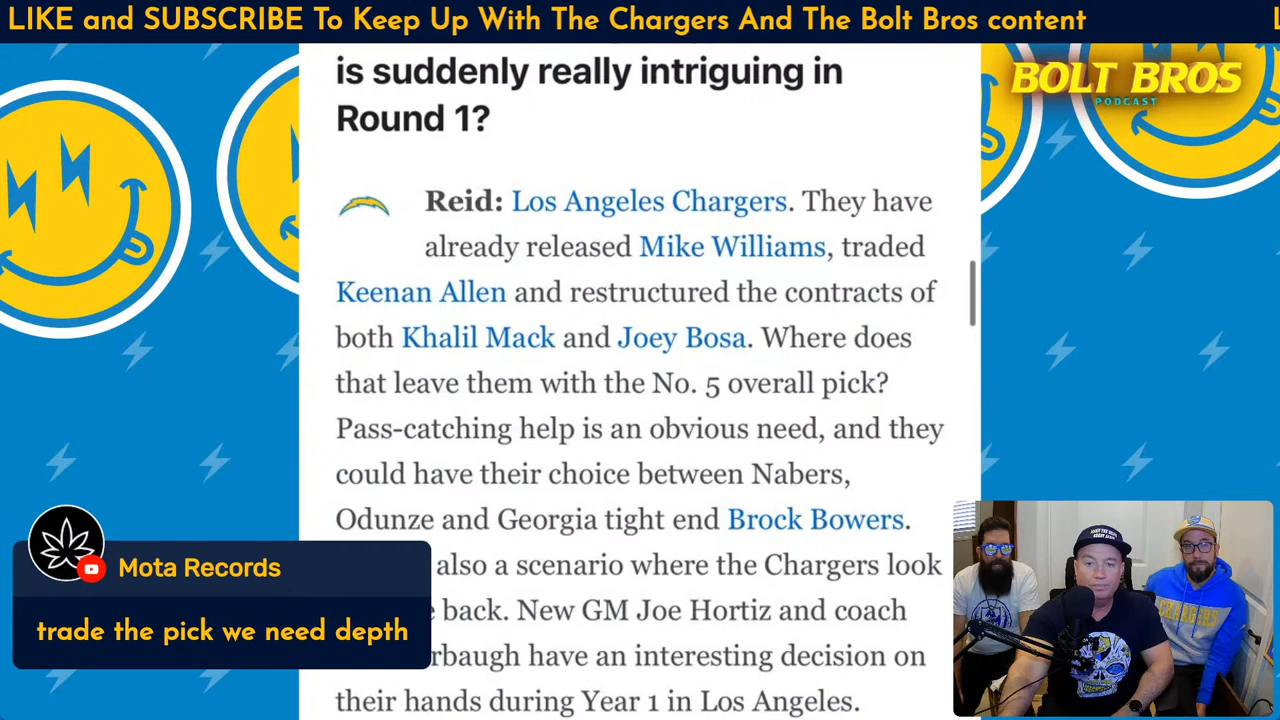 LIKE and SUBSCRIBE To Keep Up With The Chargers And The Bolt Bros content
BOLT BROS
PODCAST
is suddenly really intriguing in
Round 1?
Reid: Los Angeles Chargers. They have
already released Mike Williams, traded
Keenan Allen and restructured the contracts of
both Khalil Mack and Joey Bosa. Where does
that leave them with the No. 5 overall pick?
Pass-catching help is an obvious need, and they
could have their choice between Nabers,
Odunze and Georgia tight end Brock Bowers.
also a scenario where the Chargers look
back. New GM Joe Hortiz and coach
rbaugh have an interesting decision on
their hands during Year 1 in Los Angeles.
Mota Records
trade the pick we need depth
CHARGERS